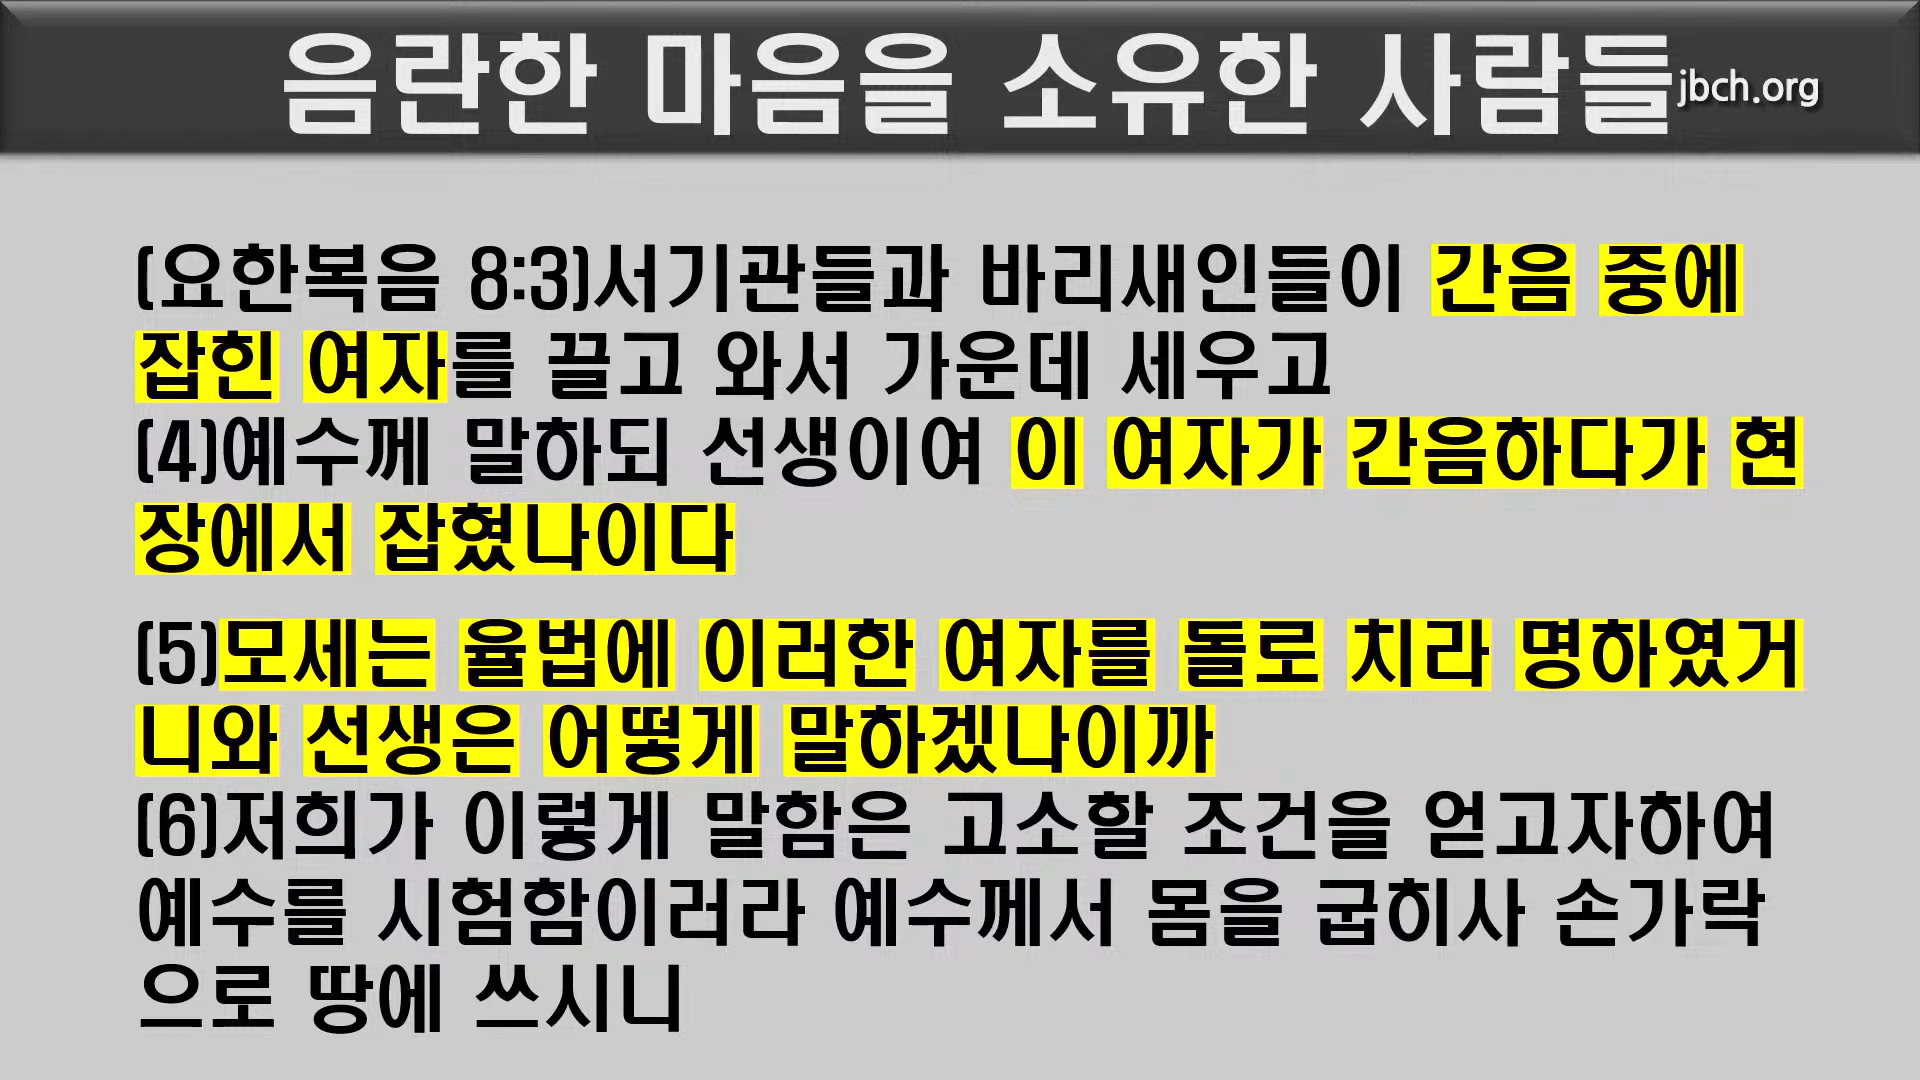 음란한 마음을 소유한 사람들 jbch.org
(요한복음 8:3)서기관들과 바리새인들이 간음 중에
잡힌 여자를 끌고 와서 가운데 세우고
(4)예수께 말하되 선생이여 이 여자가 간음하다가 현
장에서 잡혔나이다
(5)모세는 율법에 이러한 여자를 돌로 치라 명하였거
니와 선생은 어떻게 말하겠나이까
(6)저희가 이렇게 말함은 고소할 조건을 얻고자하여
예수를 시험함이러라 예수께서 몸을 굽히사 손가락
으로 땅에 쓰시니